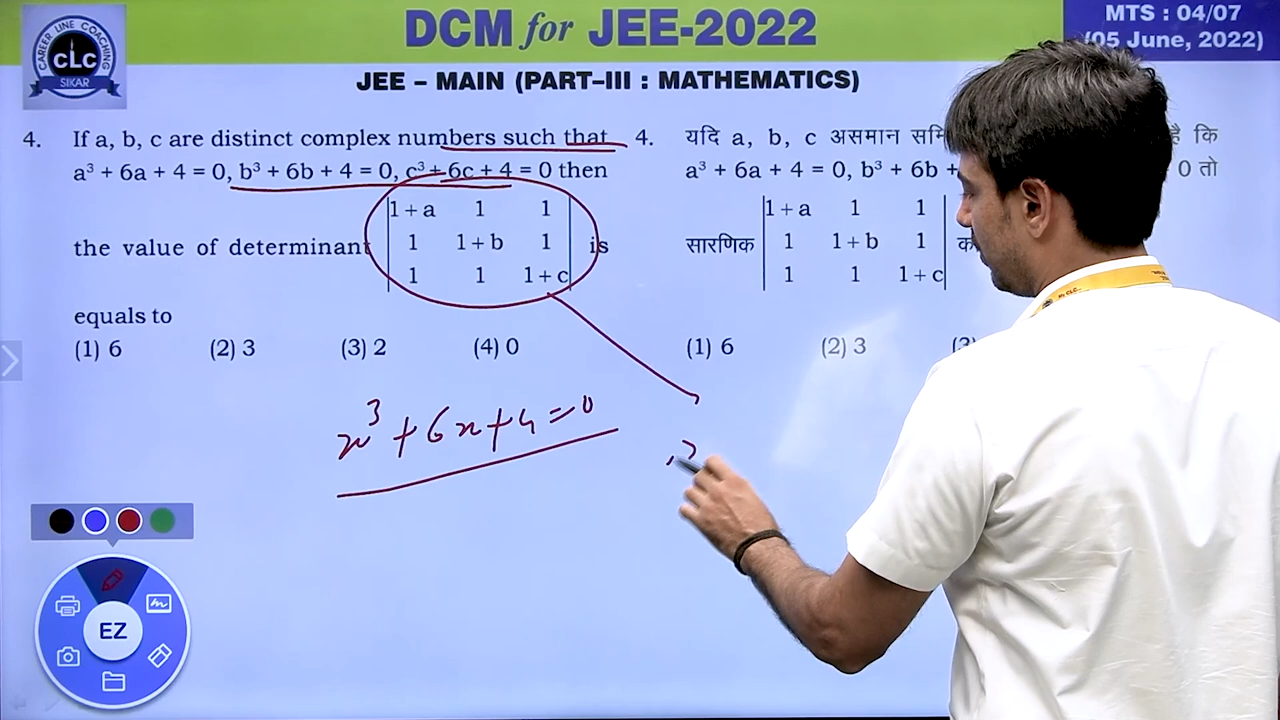 DCM for JEE-2022
MTS : 04/07
(05 June, 2022)
CAREER LINE COACHING
CLC
SIKAR
JEE – MAIN (PART–III : MATHEMATICS)
4. If a, b, c are distinct complex numbers such that
a³ + 6a + 4 = 0, b³ + 6b + 4 = 0, c³ + 6c + 4 = 0 then
the value of determinant
|1 + a 1 1|
|1 1 + b 1| is
|1 1 1 + c|
equals to
(1) 6 (2) 3 (3) 2 (4) 0
4. यदि a, b, c असमान
है कि
a³ + 6a + 4 = 0, b³ + 6b +
0 तो
सारणिक
|1 + a 1 1|
|1 1 + b 1|
|1 1 1 + c|
(1) 6 (2) 3
x³ + 6x + 4 = 0
EZ